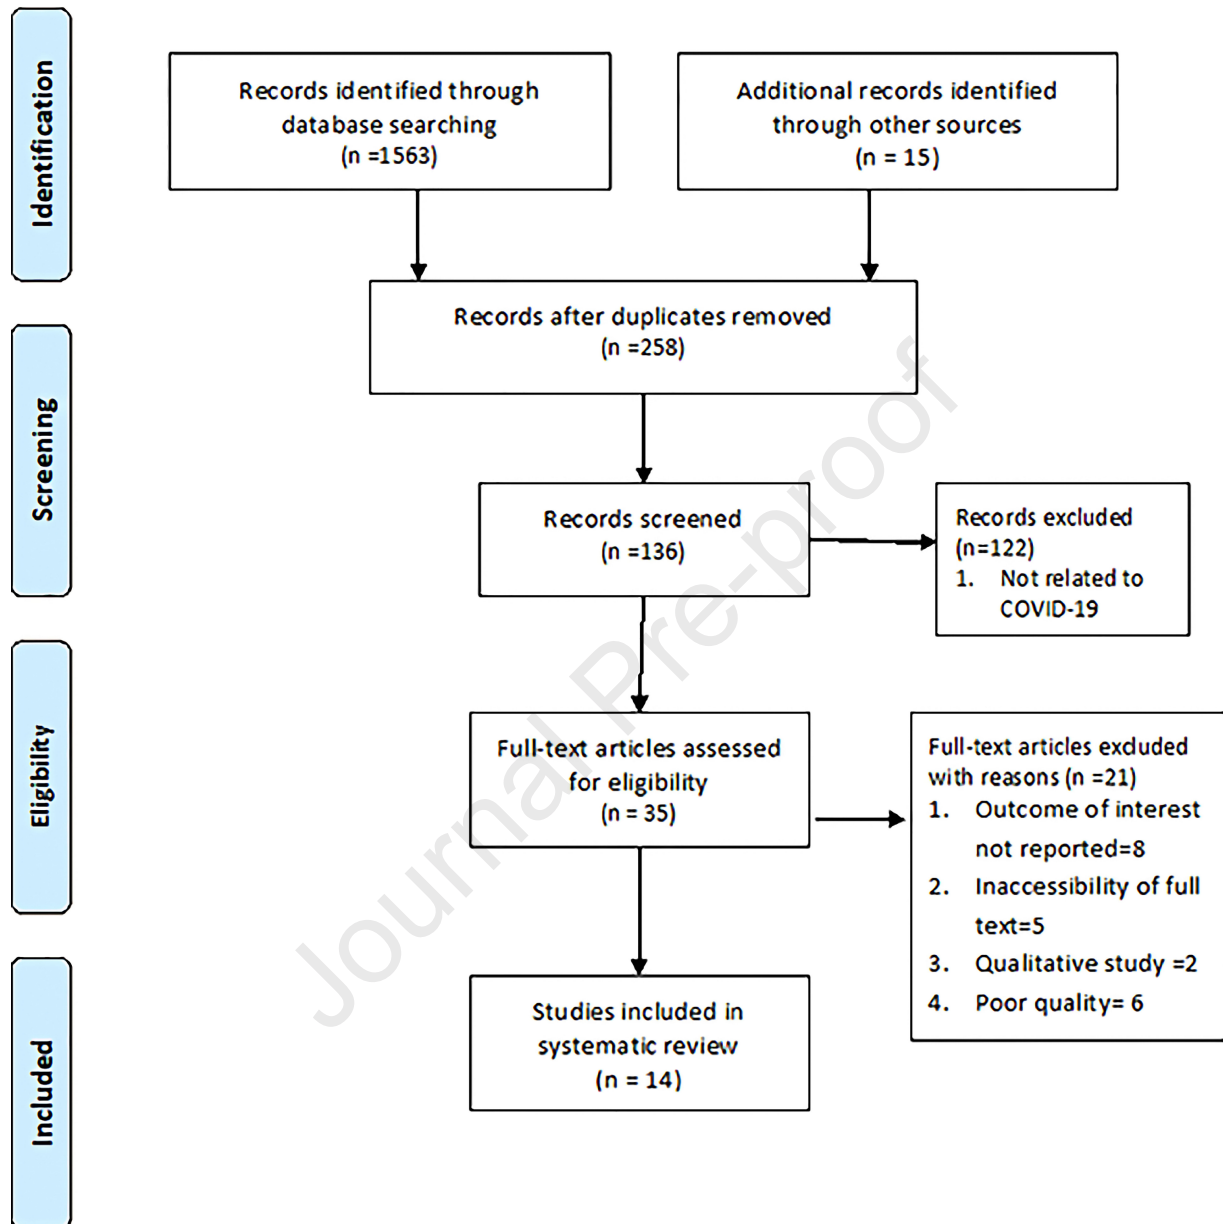 Identification
Records identified through
database searching
(n =1563)
Additional records identified
through other sources
(n = 15)
Records after duplicates removed
(n =258)
Screening
Records screened
(n =136)
Records excluded
(n=122)
1. Not related to
COVID-19
Eligibility
Full-text articles assessed
for eligibility
(n = 35)
Full-text articles excluded
with reasons (n =21)
1. Outcome of interest
not reported=8
2. Inaccessibility of full
text=5
3. Qualitative study =2
4. Poor quality= 6
Included
Studies included in
systematic review
(n = 14)
Journal Pre-proof